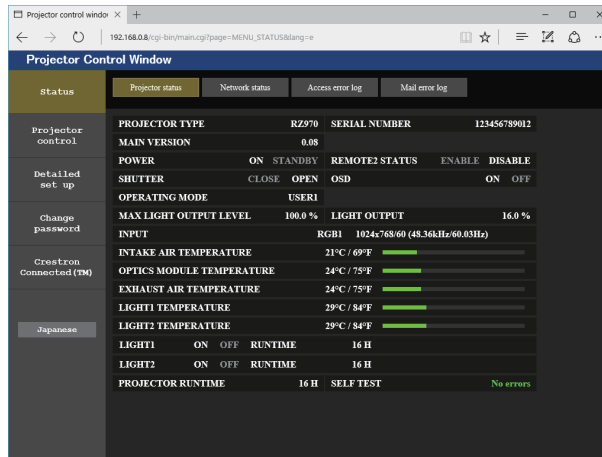 Projector control windo
192.168.0.8/cgi-bin/main.cgi?page=MENU_STATUS&lang=e
Projector Control Window
Status
Projector status Network status Access error log Mail error log
Projector control
Detailed set up
Change password
Crestron Connected(TM)
Japanese
PROJECTOR TYPE RZ970 SERIAL NUMBER 123456789012
MAIN VERSION 0.08
POWER ON STANDBY REMOTE2 STATUS ENABLE DISABLE
SHUTTER CLOSE OPEN OSD ON OFF
OPERATING MODE USER1
MAX LIGHT OUTPUT LEVEL 100.0 % LIGHT OUTPUT 16.0 %
INPUT RGB1 1024x768/60 (48.36kHz/60.03Hz)
INTAKE AIR TEMPERATURE 21°C / 69°F
OPTICS MODULE TEMPERATURE 24°C / 75°F
EXHAUST AIR TEMPERATURE 24°C / 75°F
LIGHT1 TEMPERATURE 29°C / 84°F
LIGHT2 TEMPERATURE 29°C / 84°F
LIGHT1 ON OFF RUNTIME 16 H
LIGHT2 ON OFF RUNTIME 16 H
PROJECTOR RUNTIME 16 H SELF TEST No errors